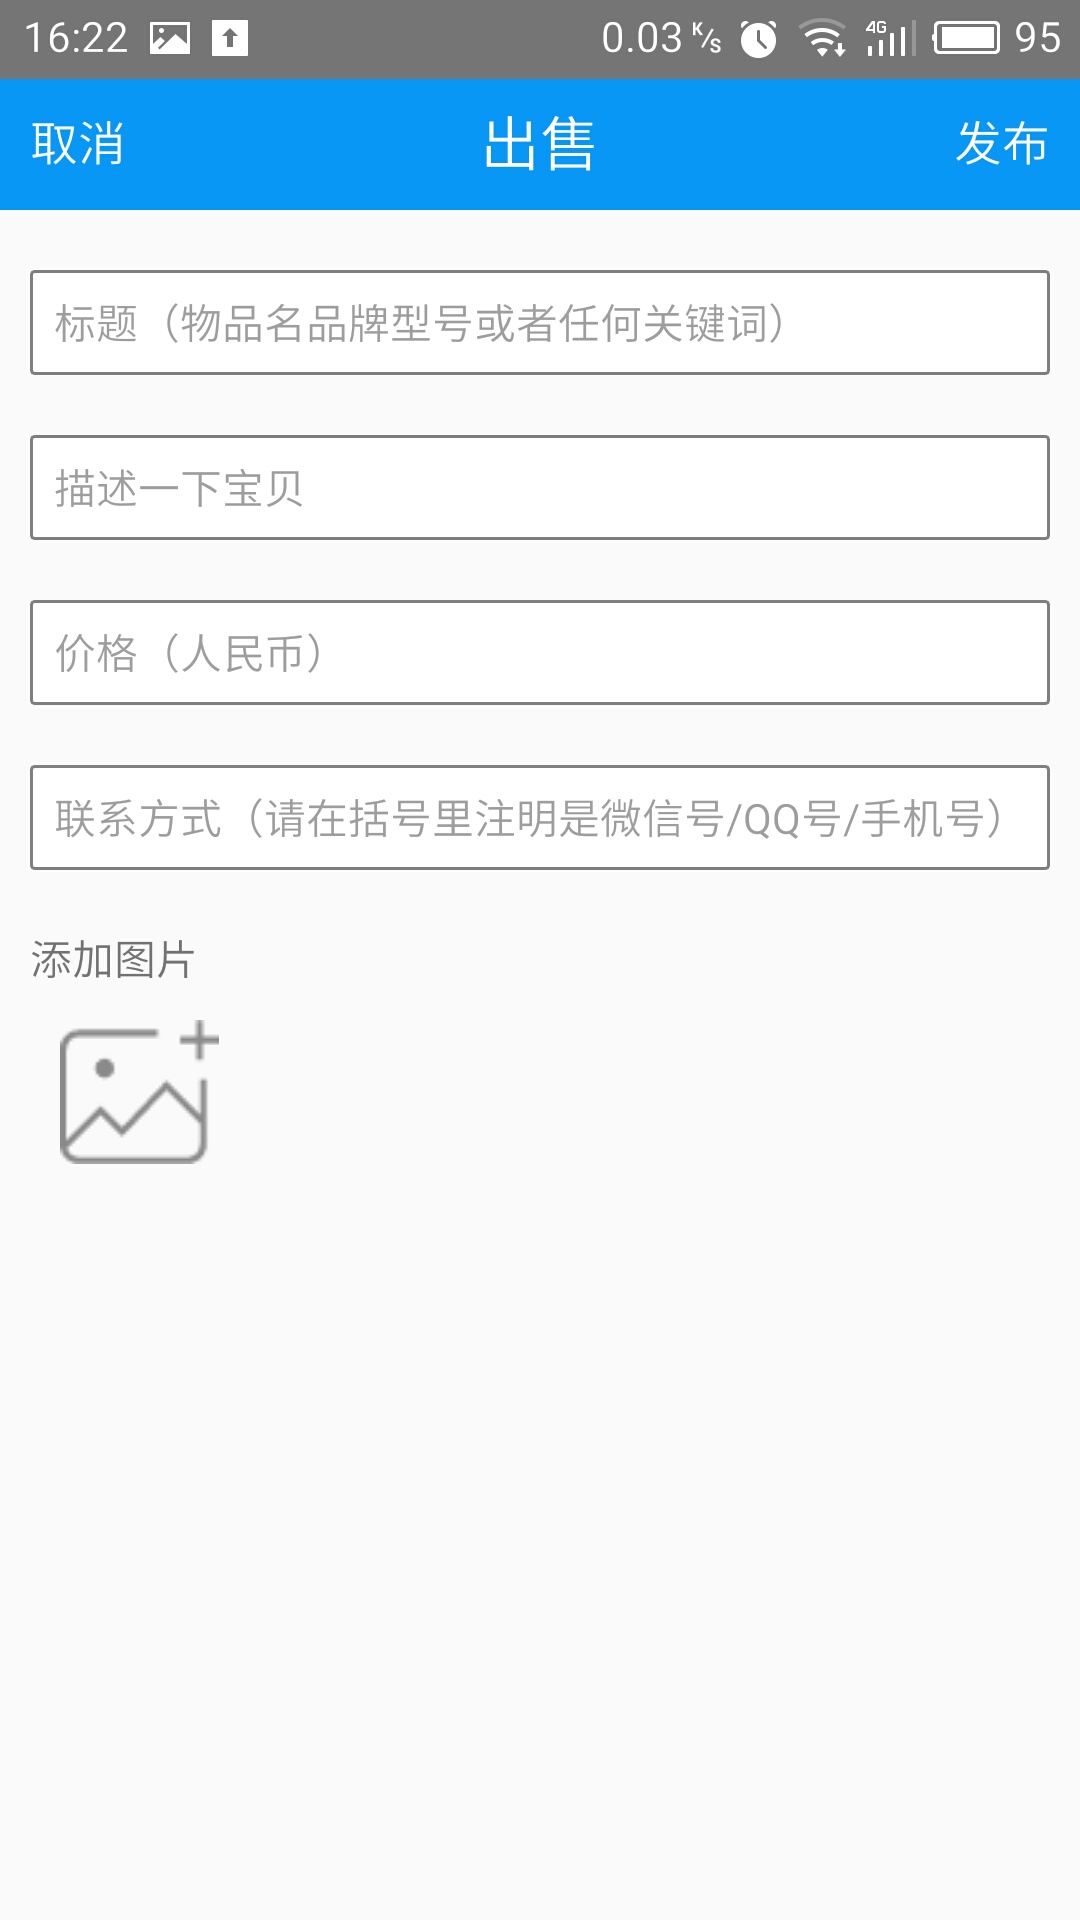 16:22 0.03 K/s 4G 95
取消 出售 发布
标题（物品名品牌型号或者任何关键词）
描述一下宝贝
价格（人民币）
联系方式（请在括号里注明是微信号/QQ号/手机号）
添加图片